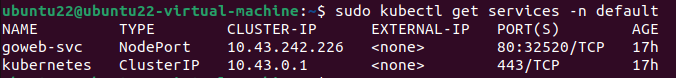 ubuntu22@ubuntu22-virtual-machine:~$ sudo kubectl get services -n default
NAME TYPE CLUSTER-IP EXTERNAL-IP PORT(S) AGE
goweb-svc NodePort 10.43.242.226 <none> 80:32520/TCP 17h
kubernetes ClusterIP 10.43.0.1 <none> 443/TCP 17h